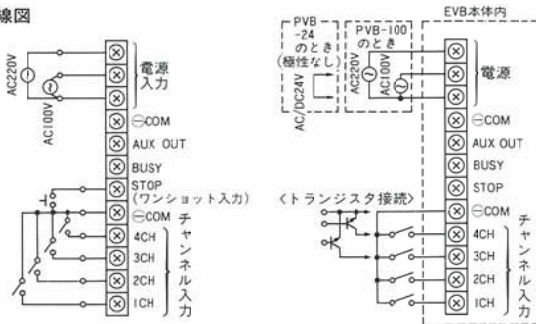 線図
AC220V
AC100V
電源
入力
⊖COM
AUX OUT
BUSY
STOP
(ワンショット入力)
⊖COM
4CH
3CH
2CH
1CH
チャンネル入力
EVB本体内
PVB
-24
のとき
(極性なし)
AC/DC24V
PVB-100
のとき
AC220V
AC100V
電源
⊖COM
AUX OUT
BUSY
STOP
<トランジスタ接続>
⊖COM
4CH
3CH
2CH
1CH
チャンネル入力